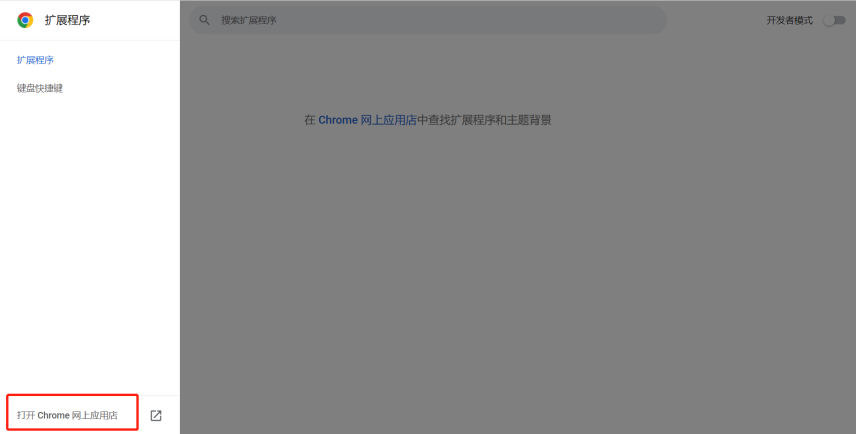 扩展程序
搜索扩展程序
开发者模式
扩展程序
键盘快捷键
在 Chrome 网上应用店中查找扩展程序和主题背景
打开 Chrome 网上应用店